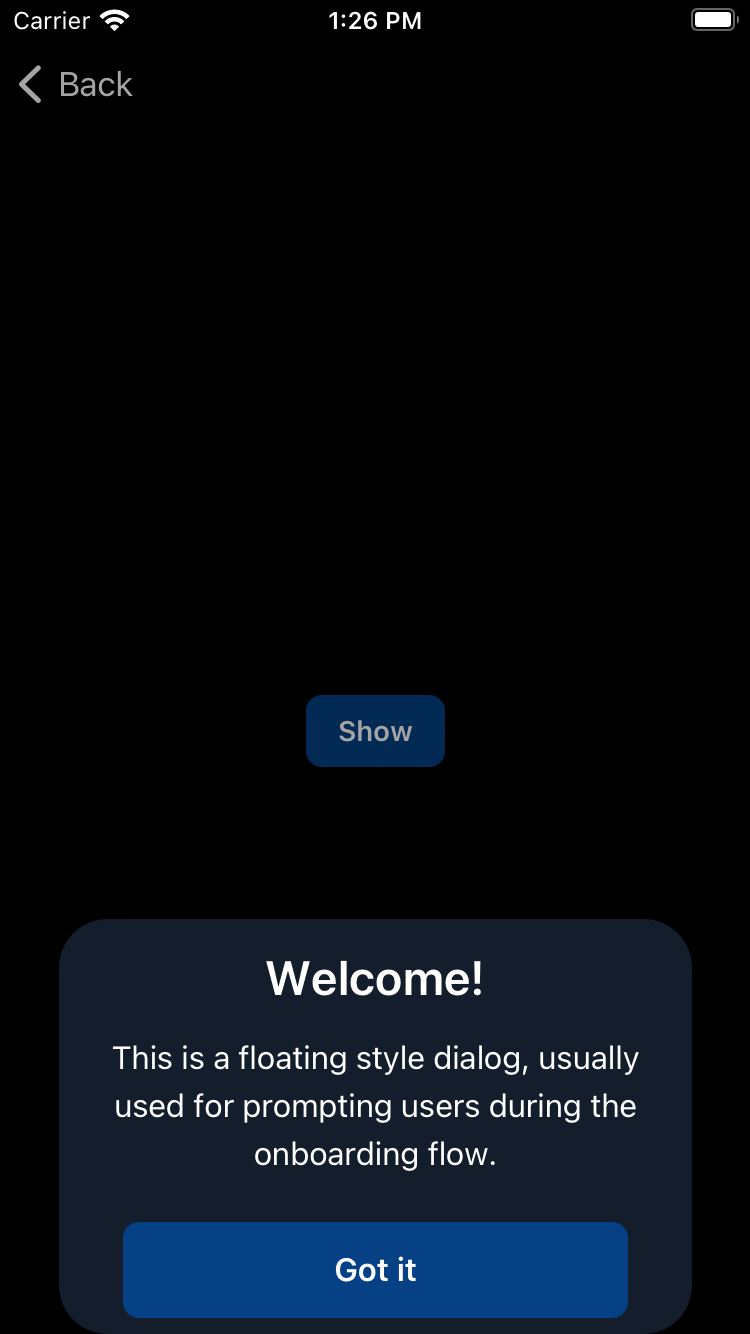 Carrier
1:26 PM
Back
Show
Welcome!
This is a floating style dialog, usually
used for prompting users during the
onboarding flow.
Got it